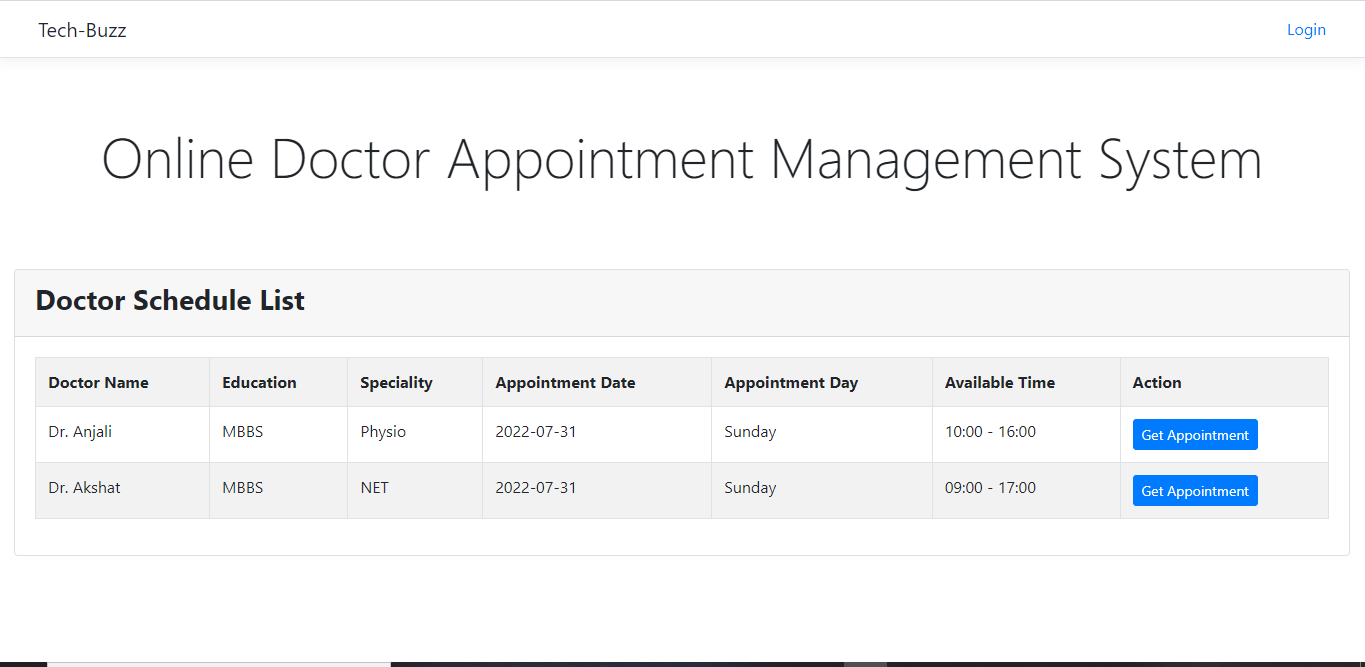 Tech-Buzz Login
Online Doctor Appointment Management System
Doctor Schedule List
Doctor Name Education Speciality Appointment Date Appointment Day Available Time Action
Dr. Anjali MBBS Physio 2022-07-31 Sunday 10:00 - 16:00 Get Appointment
Dr. Akshat MBBS NET 2022-07-31 Sunday 09:00 - 17:00 Get Appointment